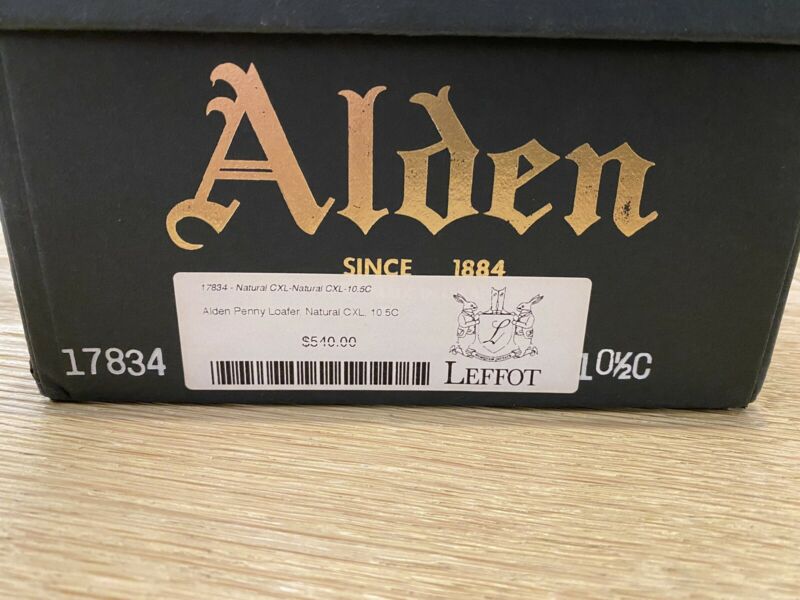 Alden
SINCE 1884
17834 - Natural CXL-Natural CXL-10.5C
Alden Penny Loafer, Natural CXL, 10.5C
$540.00
L
LEFFOT
17834
10½C